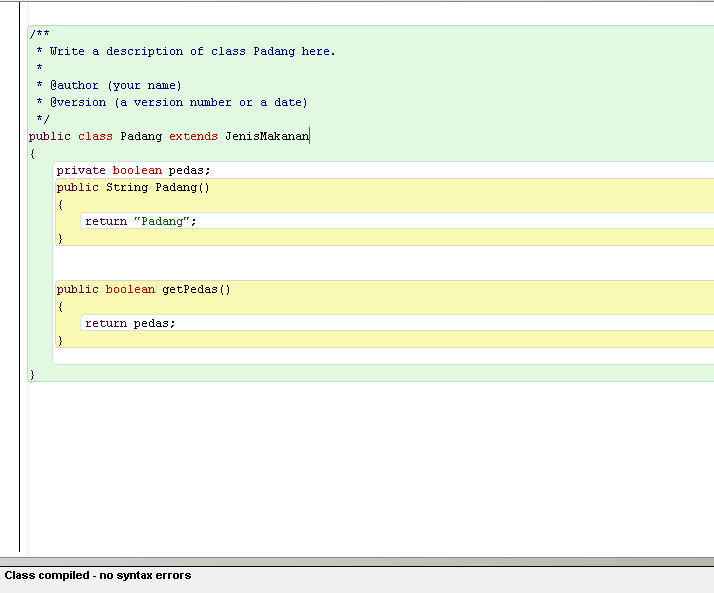 /**
 * Write a description of class Padang here.
 *
 * @author (your name)
 * @version (a version number or a date)
 */
public class Padang extends JenisMakanan
{
    private boolean pedas;
    public String Padang()
    {
        return "Padang";
    }
    public boolean getPedas()
    {
        return pedas;
    }
}
Class compiled - no syntax errors